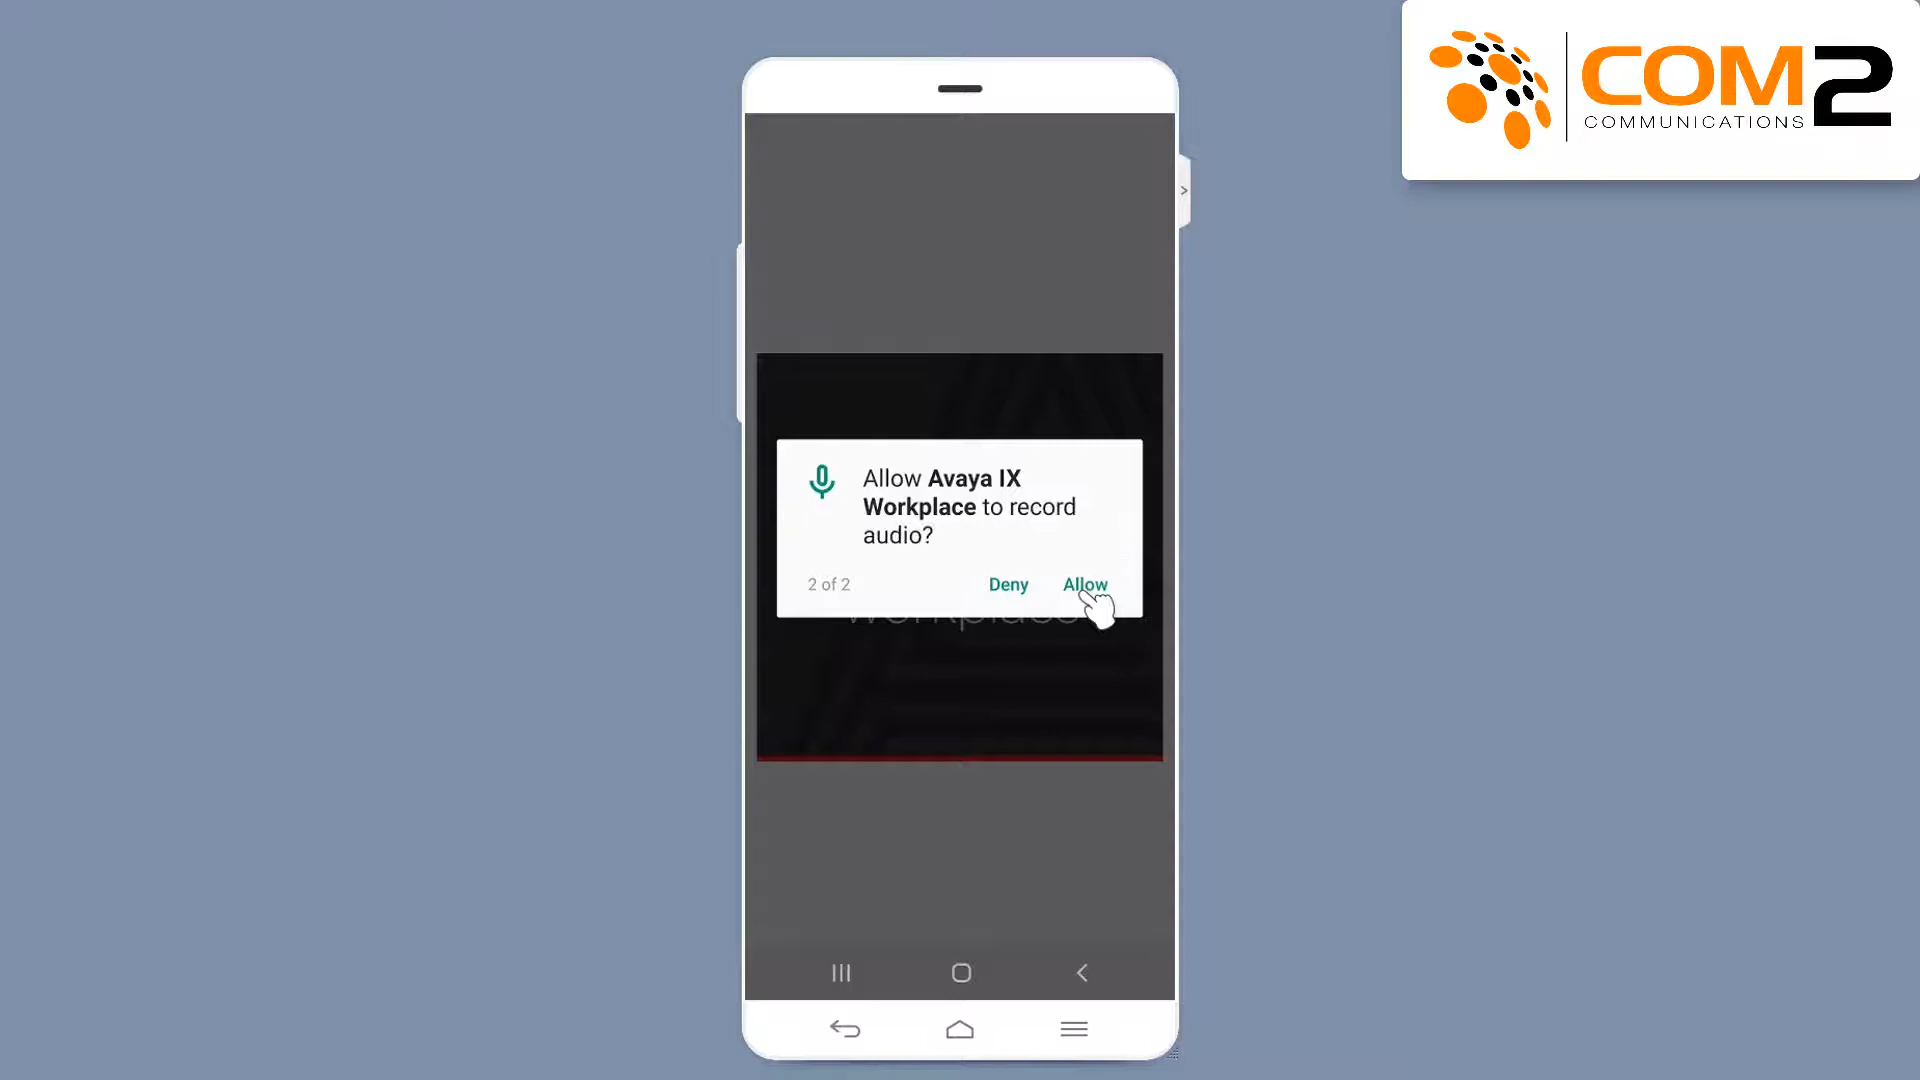 COM2
COMMUNICATIONS
Allow Avaya IX
Workplace to record
audio?
2 of 2
Deny
Allow